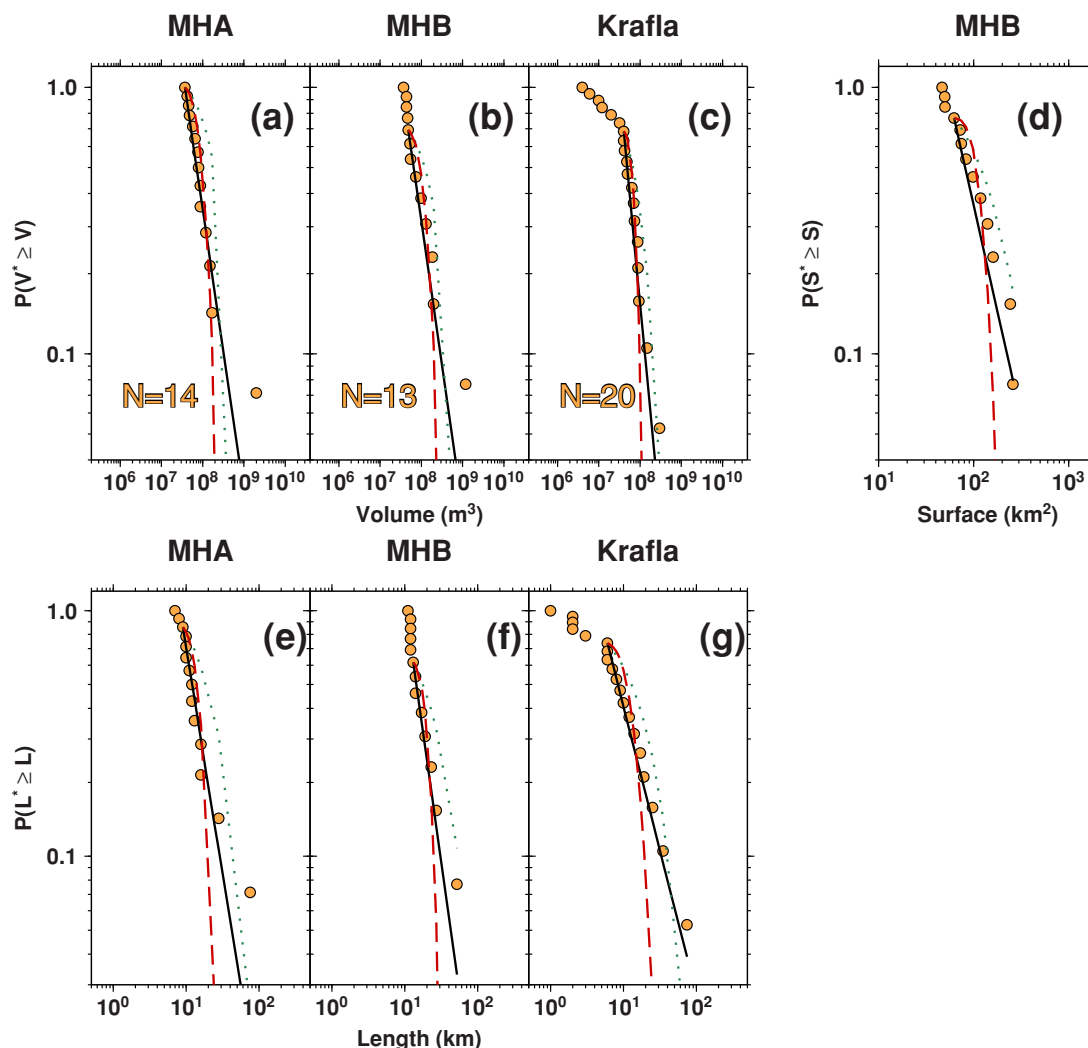 MHA MHB Krafla MHB
1.0 (a) (b) (c) 1.0 (d)
P(V* ≥ V) P(S* ≥ S)
0.1 0.1
N=14 N=13 N=20
10⁶ 10⁷ 10⁸ 10⁹ 10¹⁰ 10⁶ 10⁷ 10⁸ 10⁹ 10¹⁰ 10⁶ 10⁷ 10⁸ 10⁹ 10¹⁰ 10¹ 10² 10³
Volume (m³) Surface (km²)
MHA MHB Krafla
1.0 (e) (f) (g)
P(L* ≥ L)
0.1
10⁰ 10¹ 10² 10⁰ 10¹ 10² 10⁰ 10¹ 10²
Length (km)